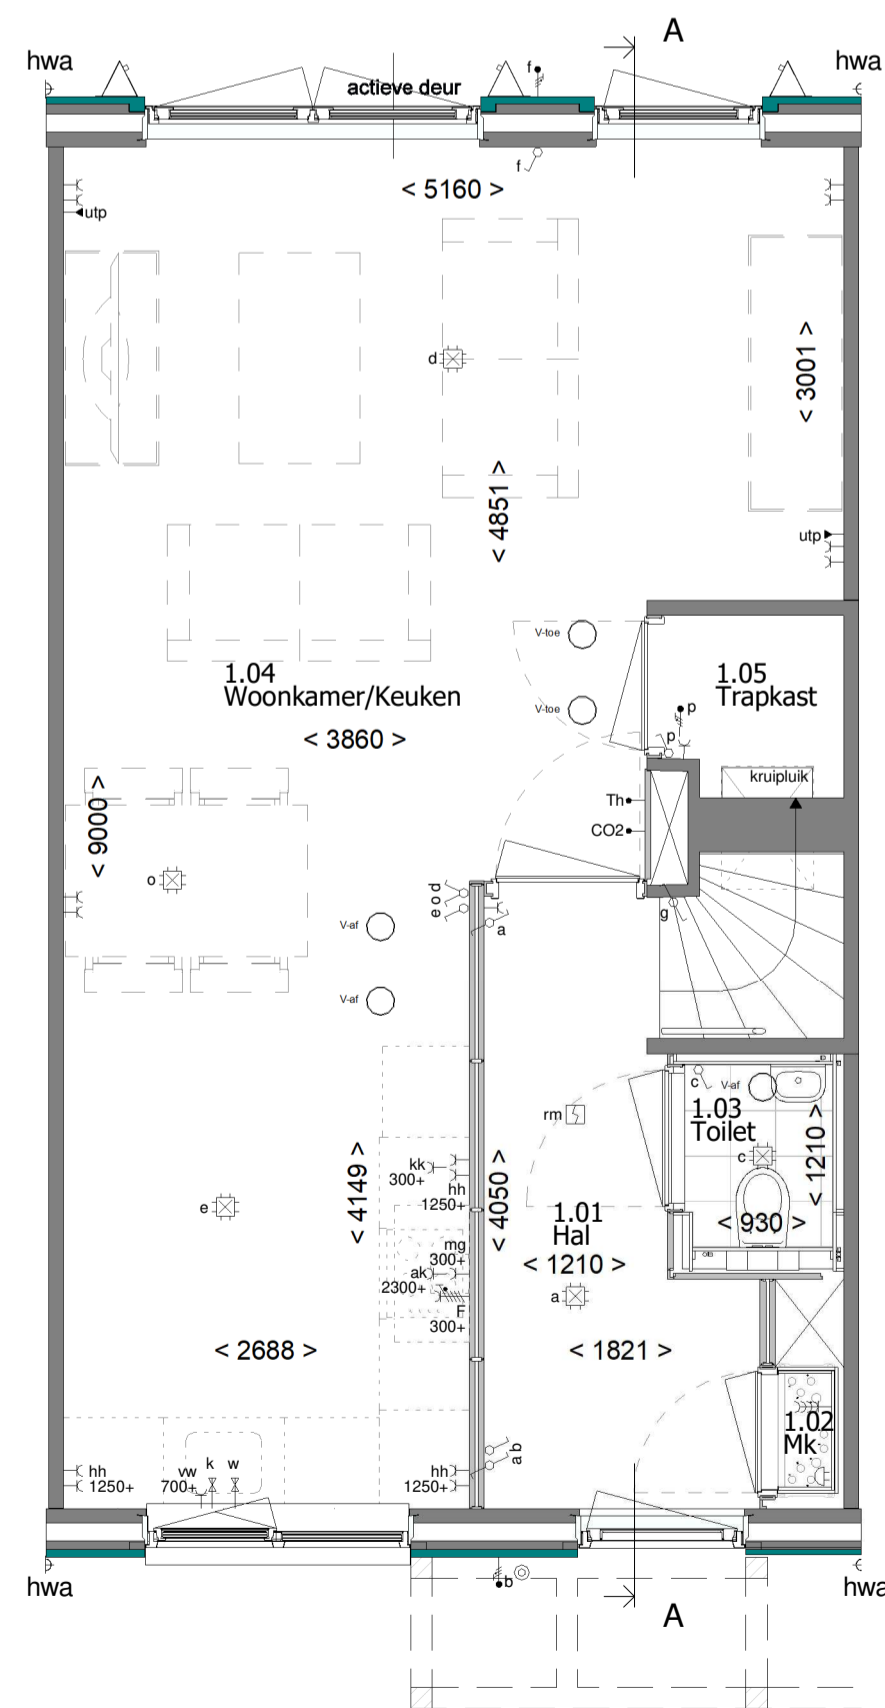 A
hwa
hwa
f
actieve deur
f
< 5160 >
utp
d
< 3001 >
< 4851 >
utp
V-toe
1.04
Woonkamer/Keuken
1.05
Trapkast
V-toe
p
p
< 3860 >
kruipluik
Th
CO2
< 9000 >
o
e o d
a
g
V-af
V-af
rm
c
V-af
1.03
Toilet
c
< 1210 >
< 4149 >
kk
300+
hh
1250+
< 4050 >
e
1.01
Hal
< 930 >
mg
300+
< 1210 >
ak
2300+
F
300+
a
< 2688 >
< 1821 >
1.02
Mk
a b
hh
1250+
vw
700+
k
w
hh
1250+
hwa
b
hwa
A